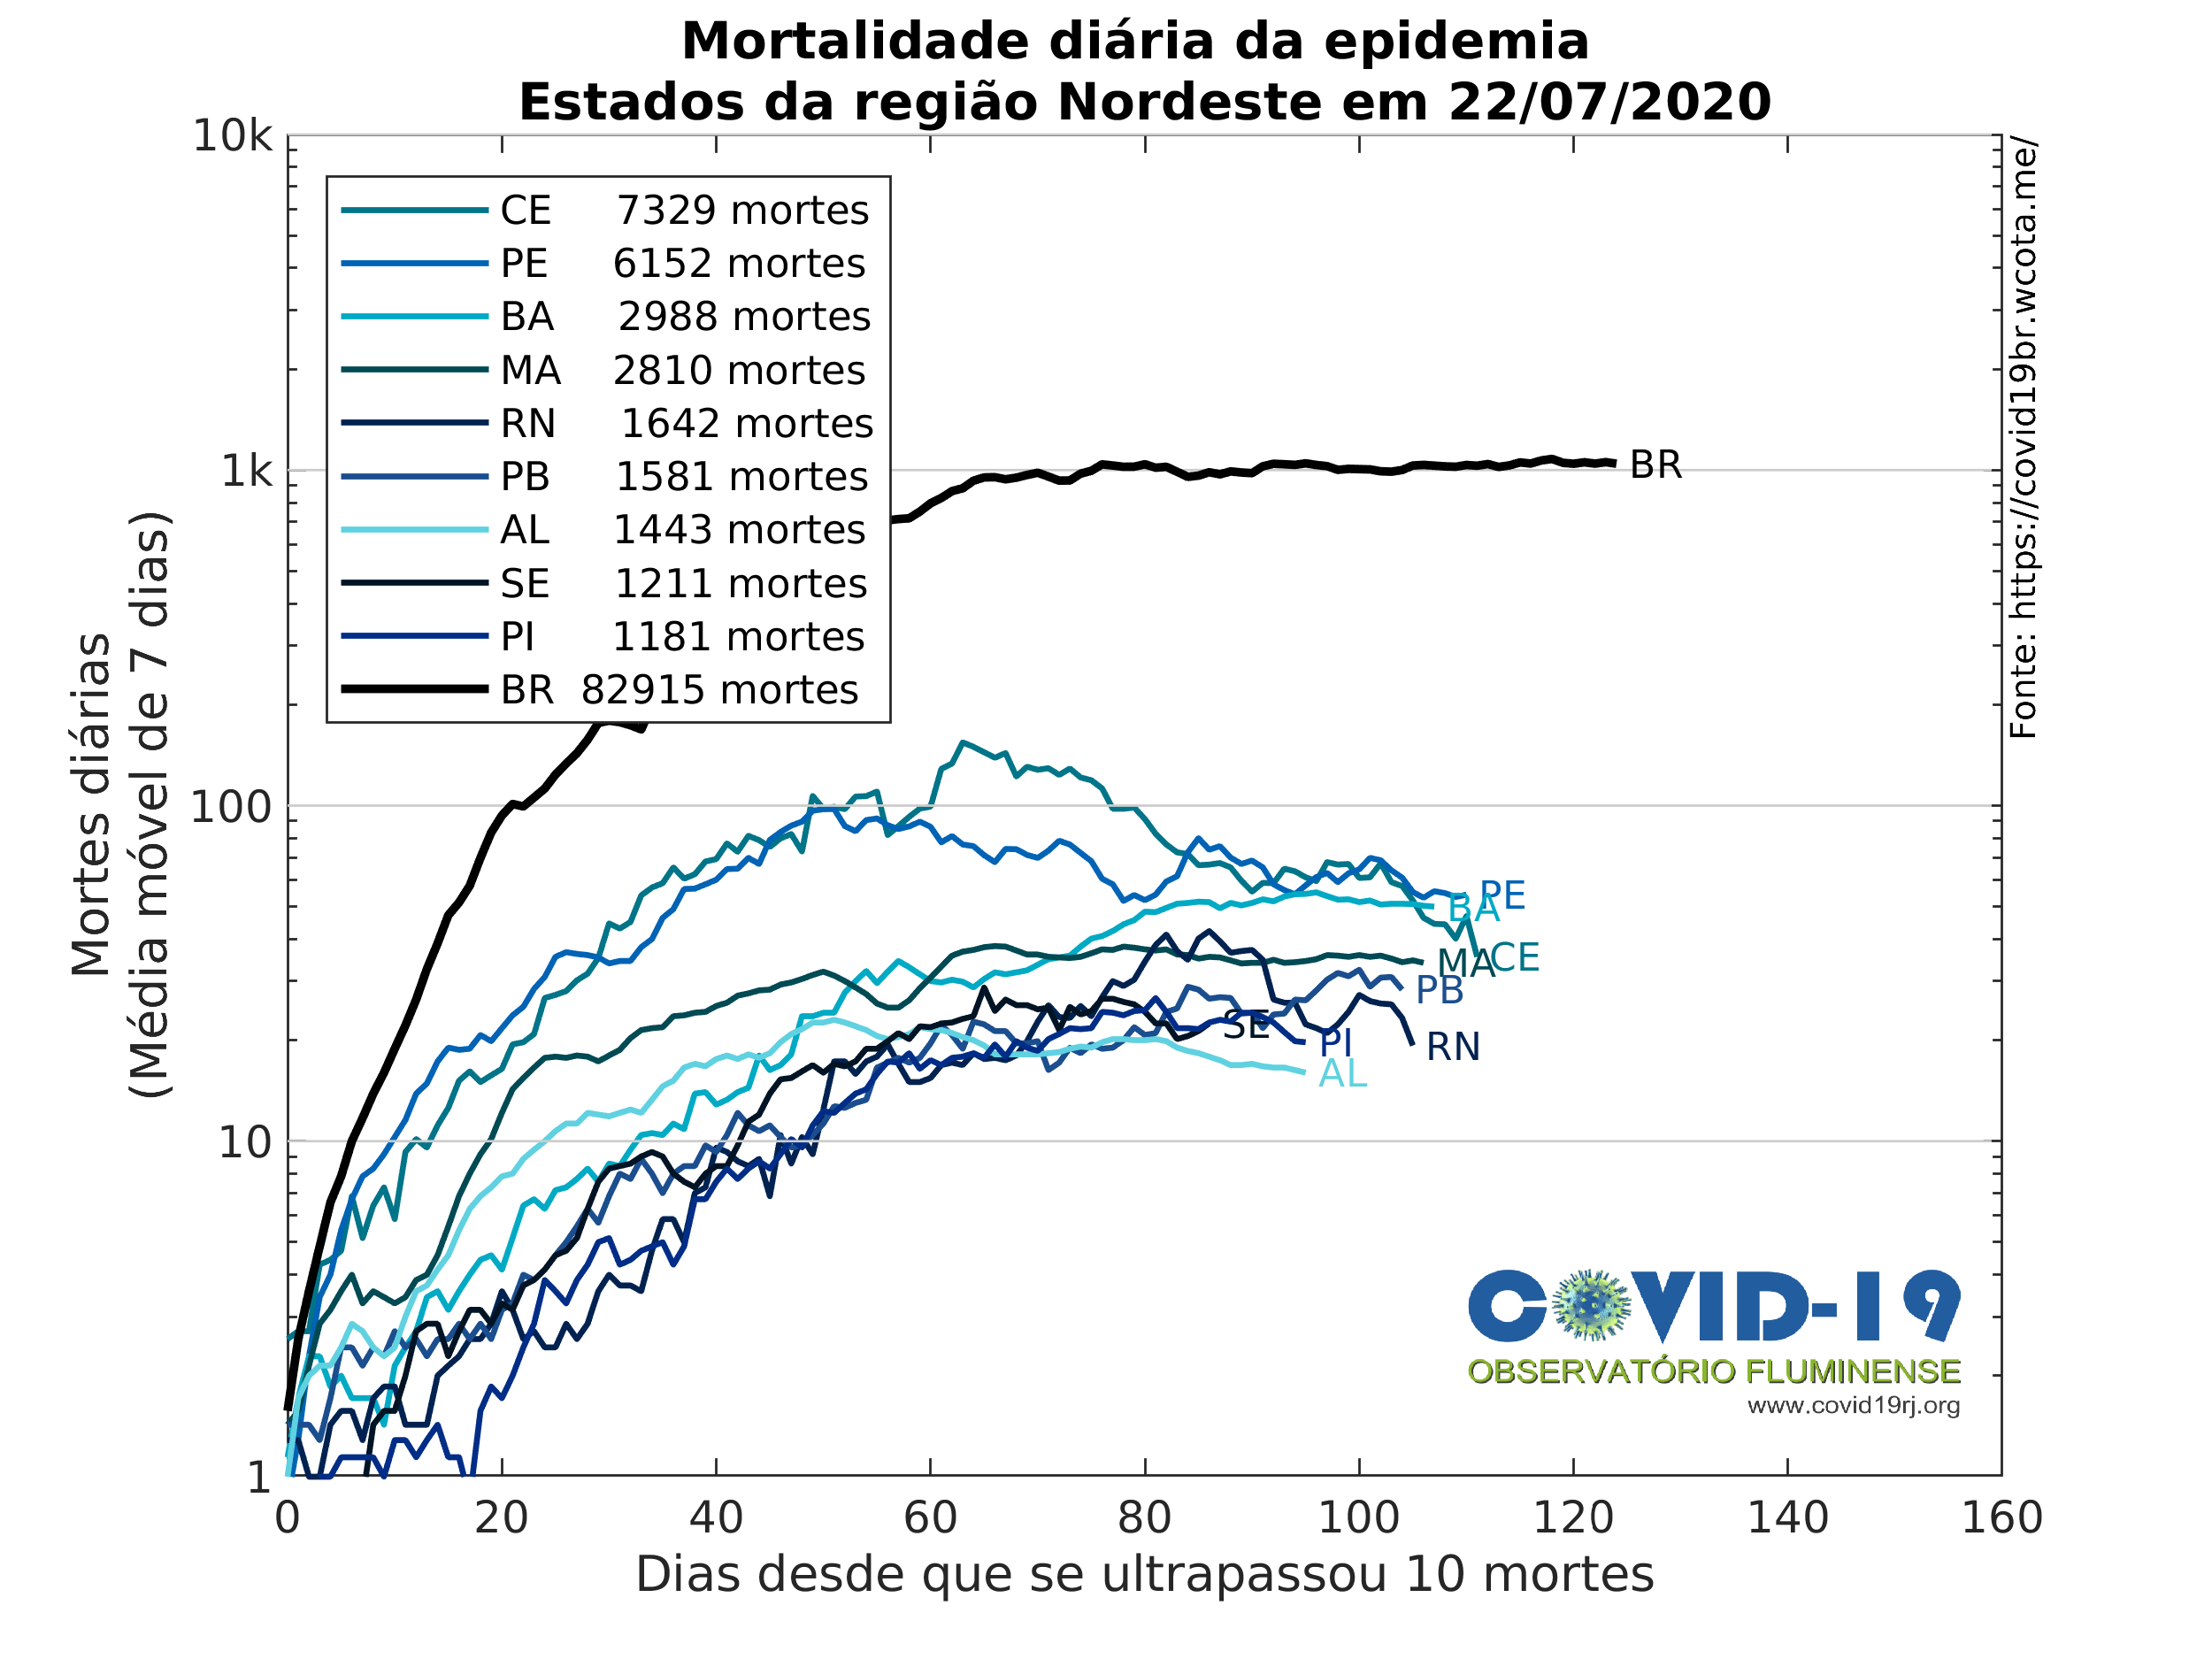 Mortalidade diária da epidemia
Estados da região Nordeste em 22/07/2020
Mortes diárias
(Média móvel de 7 dias)
10k
1k
100
10
1
CE 7329 mortes
PE 6152 mortes
BA 2988 mortes
MA 2810 mortes
RN 1642 mortes
PB 1581 mortes
AL 1443 mortes
SE 1211 mortes
PI 1181 mortes
BR 82915 mortes
BR
PE
BA
MA
CE
PB
SE
PI
RN
AL
Fonte: https://covid19br.wcota.me/
COVID-19
OBSERVATÓRIO FLUMINENSE
www.covid19rj.org
0 20 40 60 80 100 120 140 160
Dias desde que se ultrapassou 10 mortes